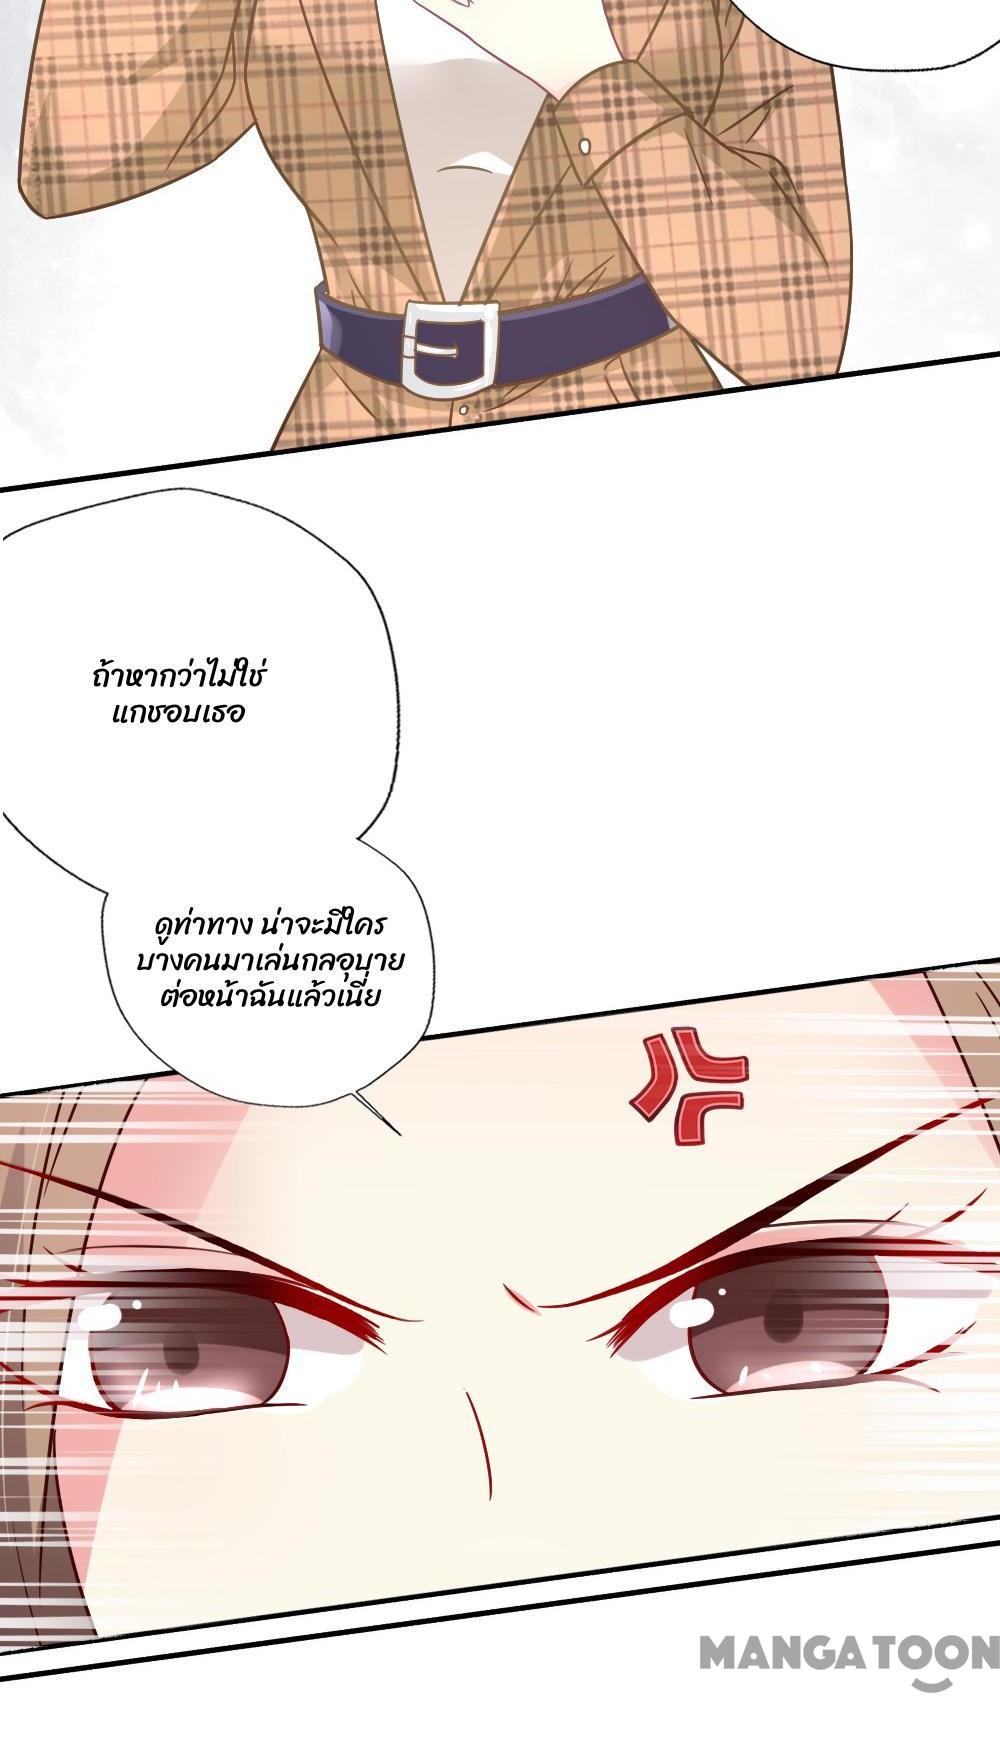 ถ้าหากว่าไม่ใช่
แกชอบเธอ
ดูท่าทาง น่าจะมีใคร
บางคนมาเล่นกลอุบาย
ต่อหน้าฉันแล้วเนี่ย
MANGA TOON